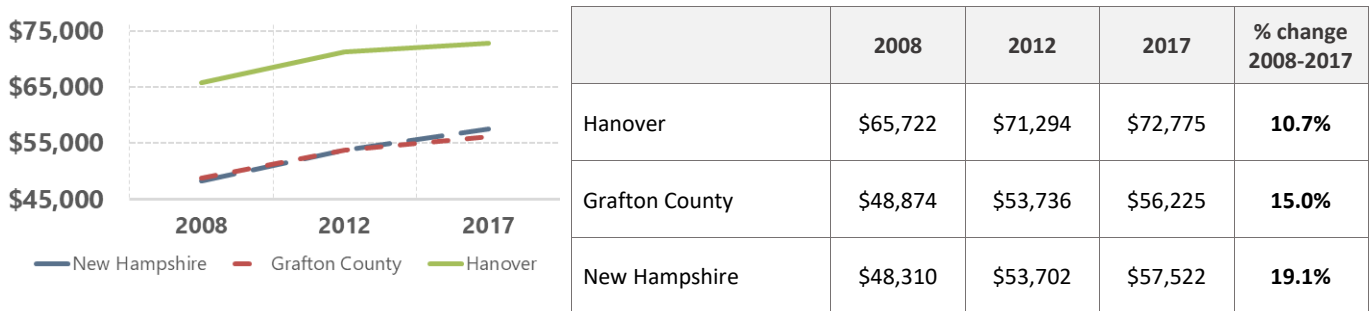 $75,000
$65,000
$55,000
$45,000
2008 2012 2017
New Hampshire Grafton County Hanover
2008 2012 2017 % change
2008-2017
Hanover $65,722 $71,294 $72,775 10.7%
Grafton County $48,874 $53,736 $56,225 15.0%
New Hampshire $48,310 $53,702 $57,522 19.1%